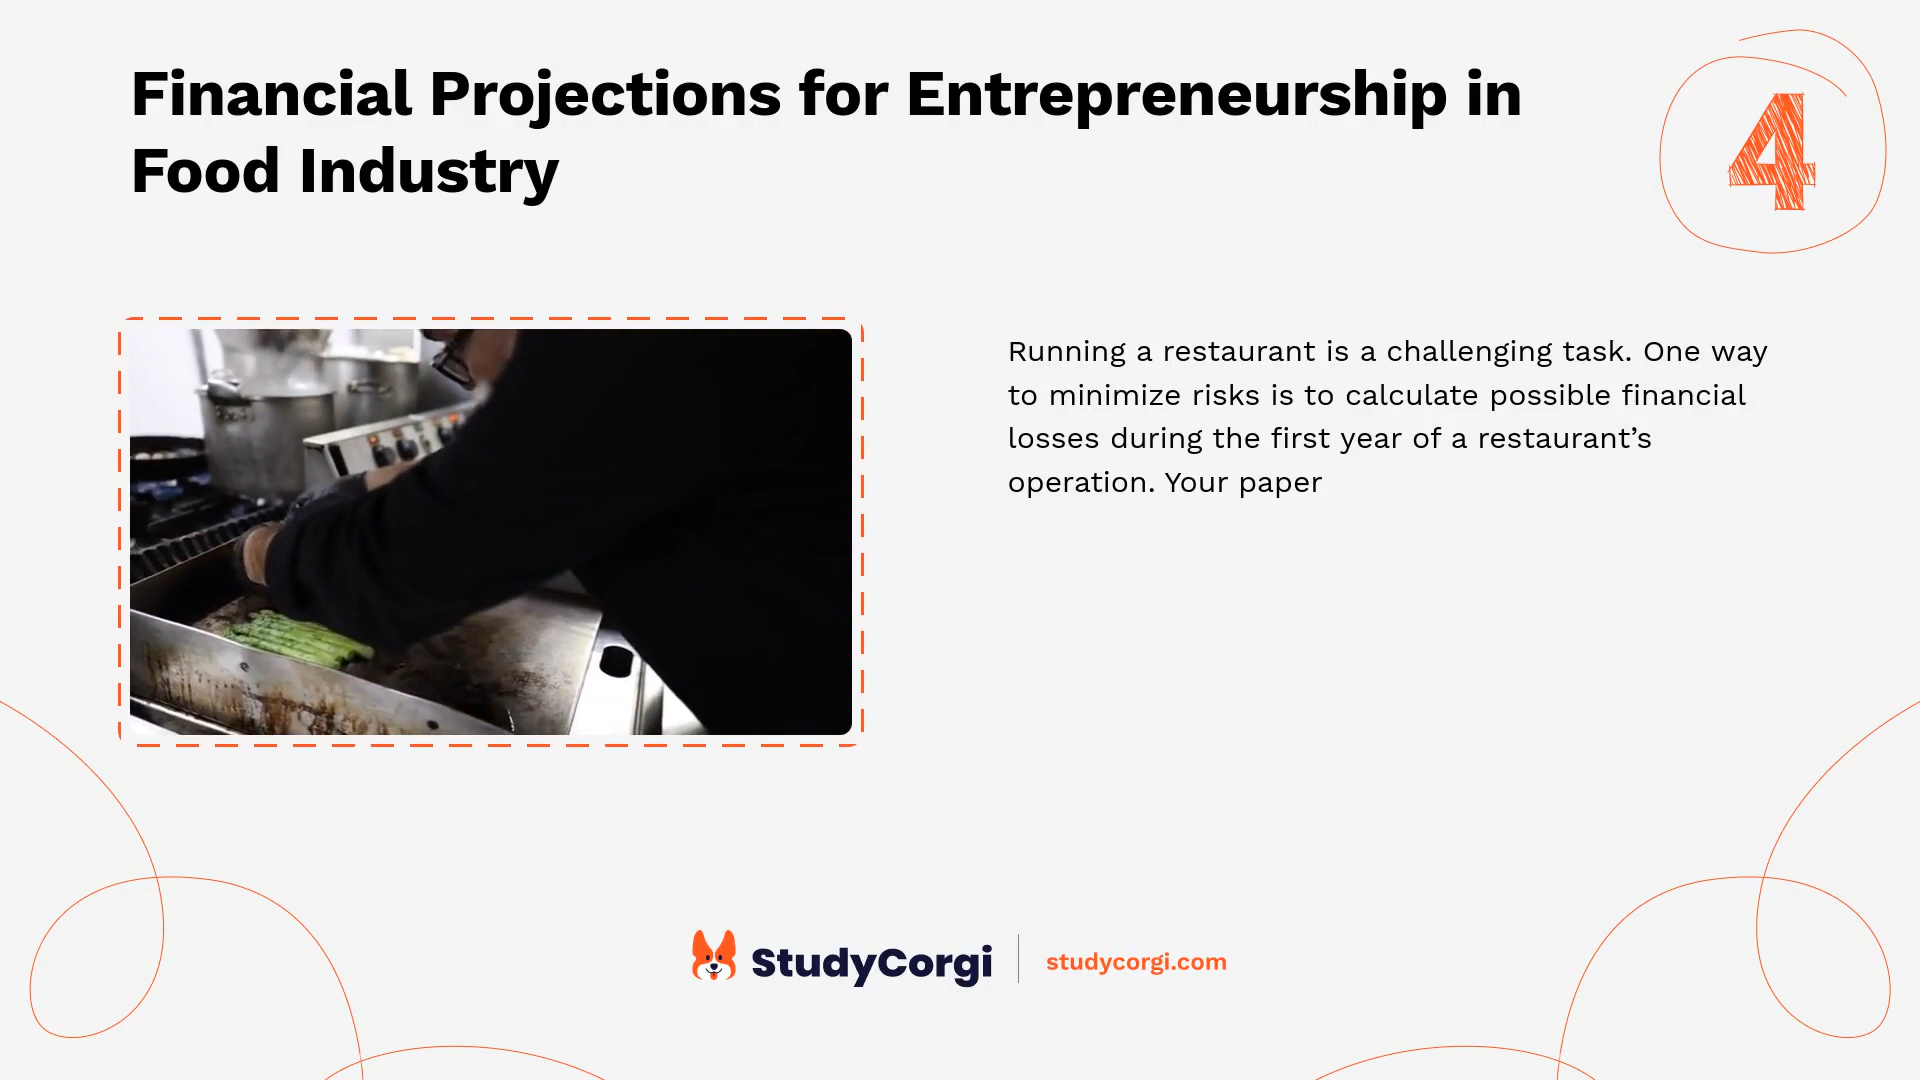 Financial Projections for Entrepreneurship in
Food Industry
4
Running a restaurant is a challenging task. One way
to minimize risks is to calculate possible financial
losses during the first year of a restaurant’s
operation. Your paper
StudyCorgi
studycorgi.com